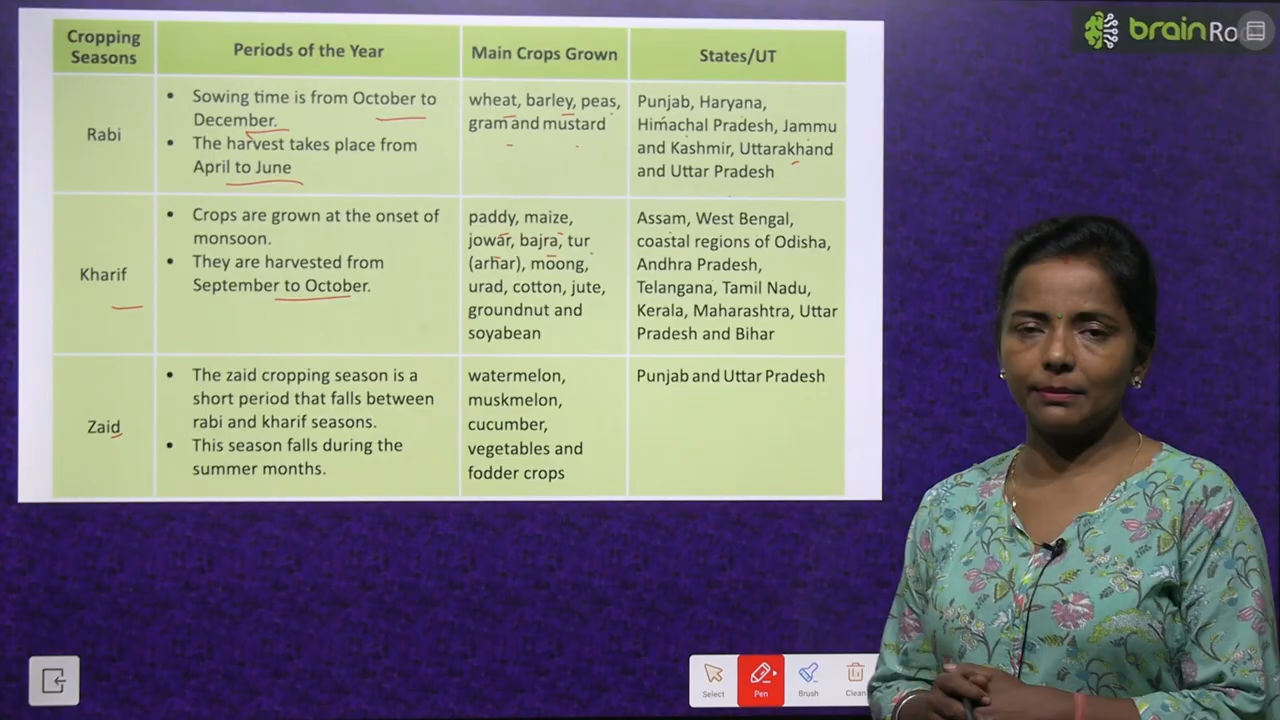 brainRo
Cropping Seasons
Periods of the Year
Main Crops Grown
States/UT
Rabi
• Sowing time is from October to
December.
• The harvest takes place from
April to June
wheat, barley, peas,
gram and mustard
Punjab, Haryana,
Himachal Pradesh, Jammu
and Kashmir, Uttarakhand
and Uttar Pradesh
Kharif
• Crops are grown at the onset of
monsoon.
• They are harvested from
September to October.
paddy, maize,
jowar, bajra, tur
(arhar), moong,
urad, cotton, jute,
groundnut and
soyabean
Assam, West Bengal,
coastal regions of Odisha,
Andhra Pradesh,
Telangana, Tamil Nadu,
Kerala, Maharashtra, Uttar
Pradesh and Bihar
Zaid
• The zaid cropping season is a
short period that falls between
rabi and kharif seasons.
• This season falls during the
summer months.
watermelon,
muskmelon,
cucumber,
vegetables and
fodder crops
Punjab and Uttar Pradesh
Select
Pen
Brush
Clean